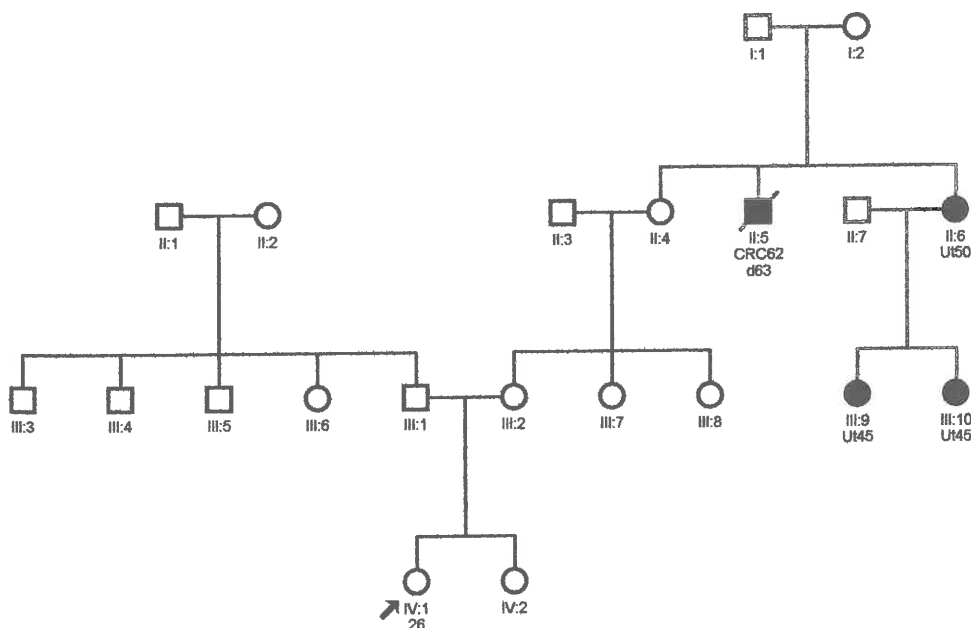 I:1 I:2
II:1 II:2 II:3 II:4 II:5 II:7 II:6
CRC62 Ut50
d63
III:3 III:4 III:5 III:6 III:1 III:2 III:7 III:8 III:9 III:10
Ut45 Ut45
IV:1 IV:2
26